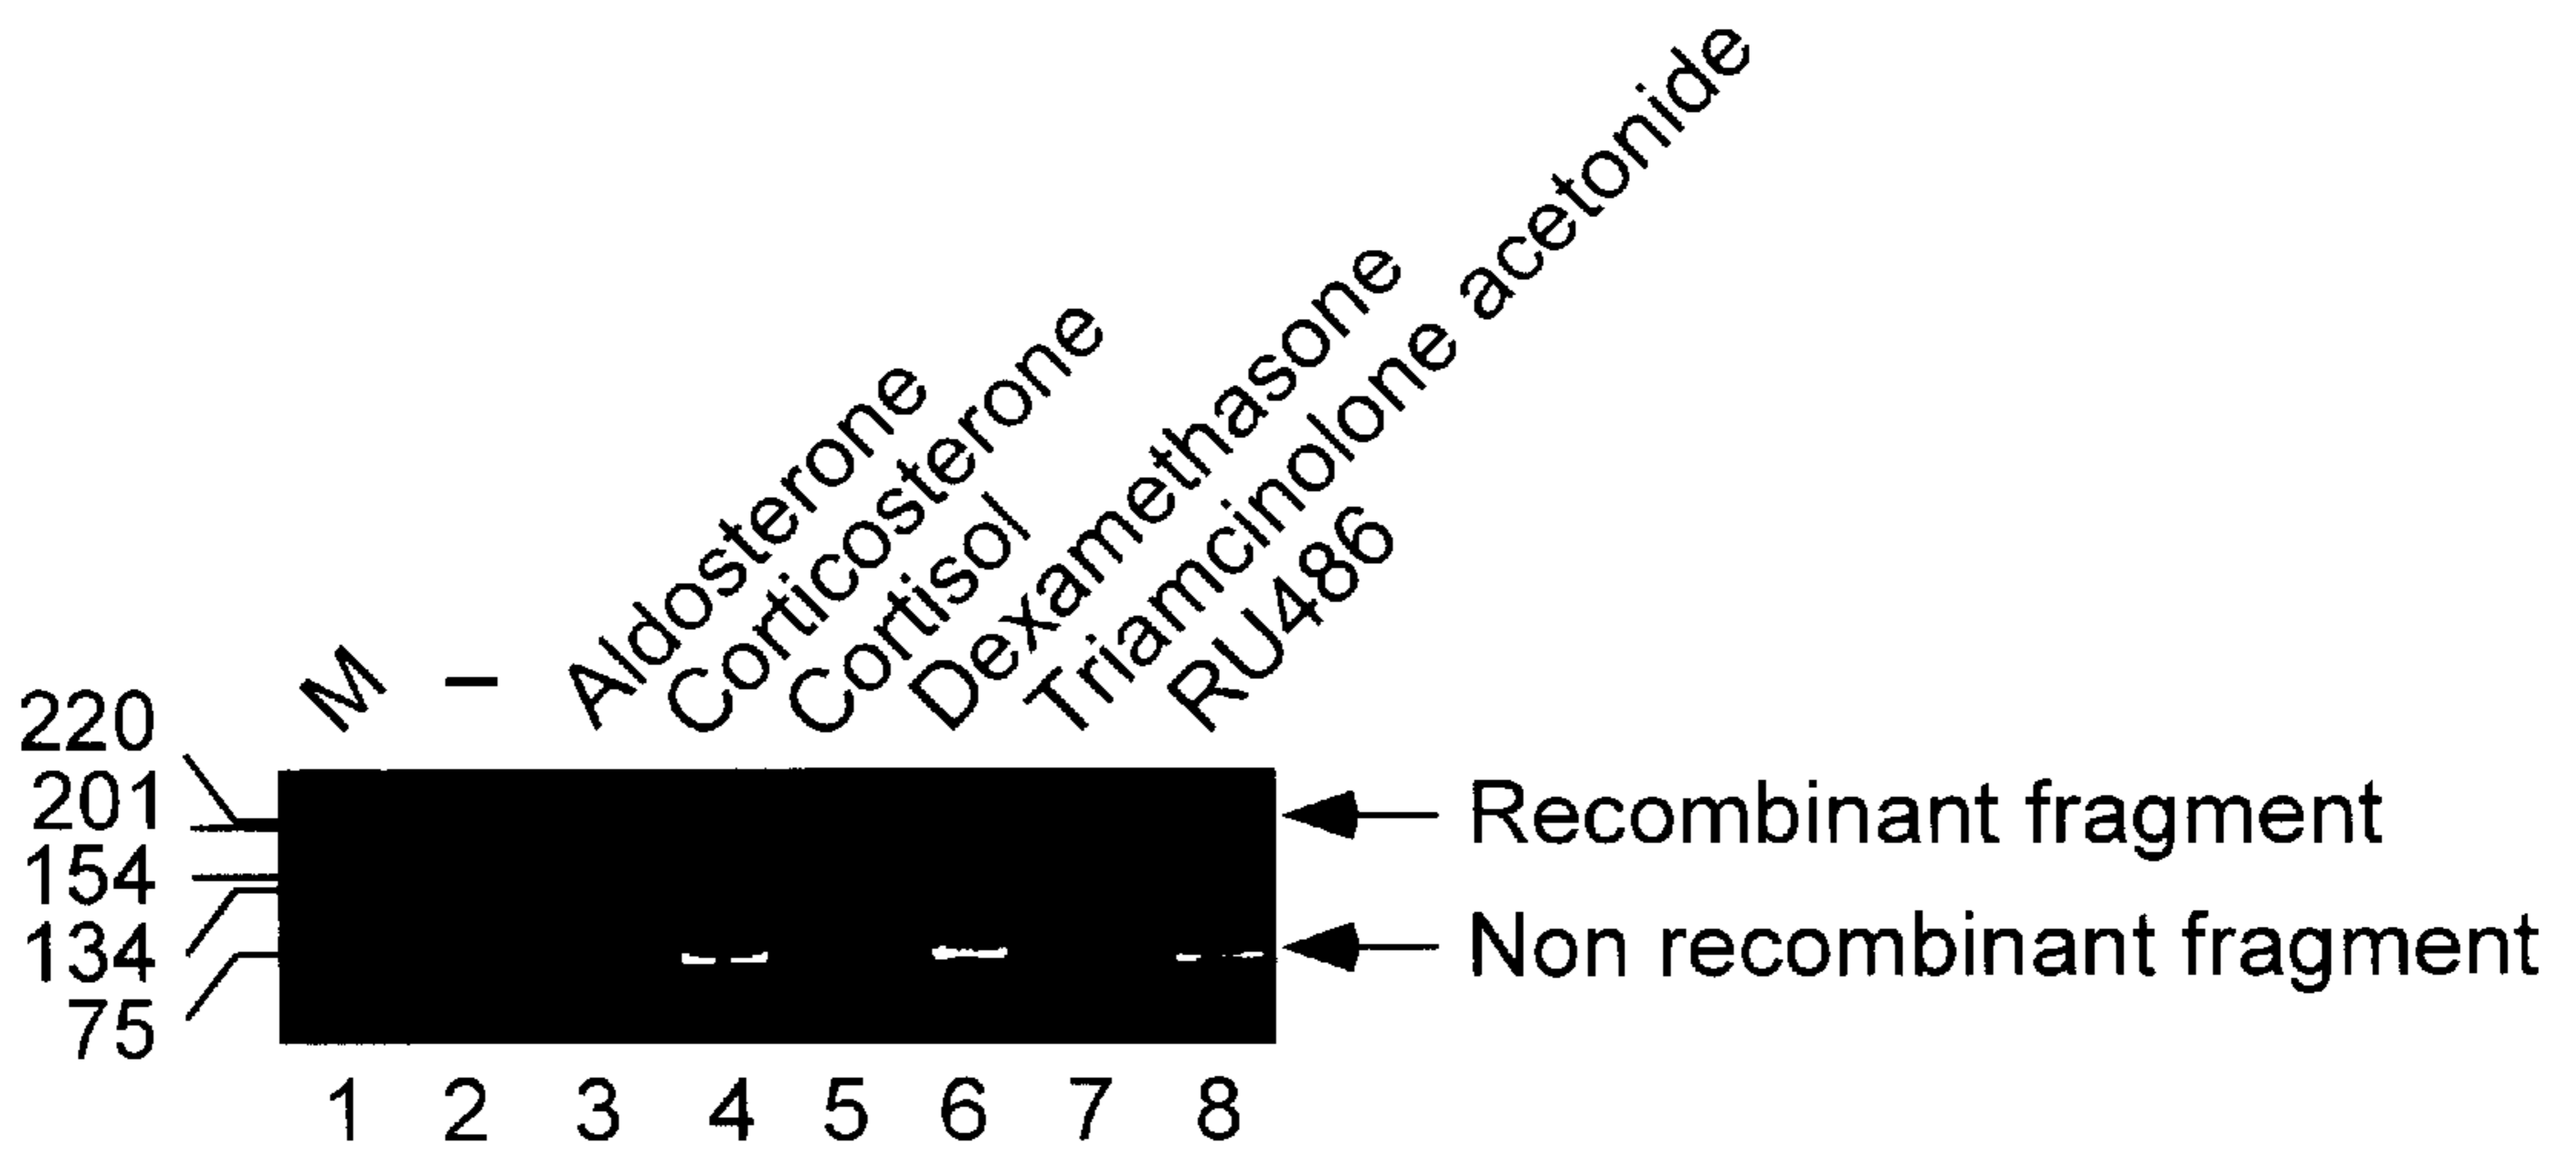 M
–
Aldosterone
Corticosterone
Cortisol
Dexamethasone
Triamcinolone acetonide
RU486
220
201
154
134
75
Recombinant fragment
Non recombinant fragment
1 2 3 4 5 6 7 8